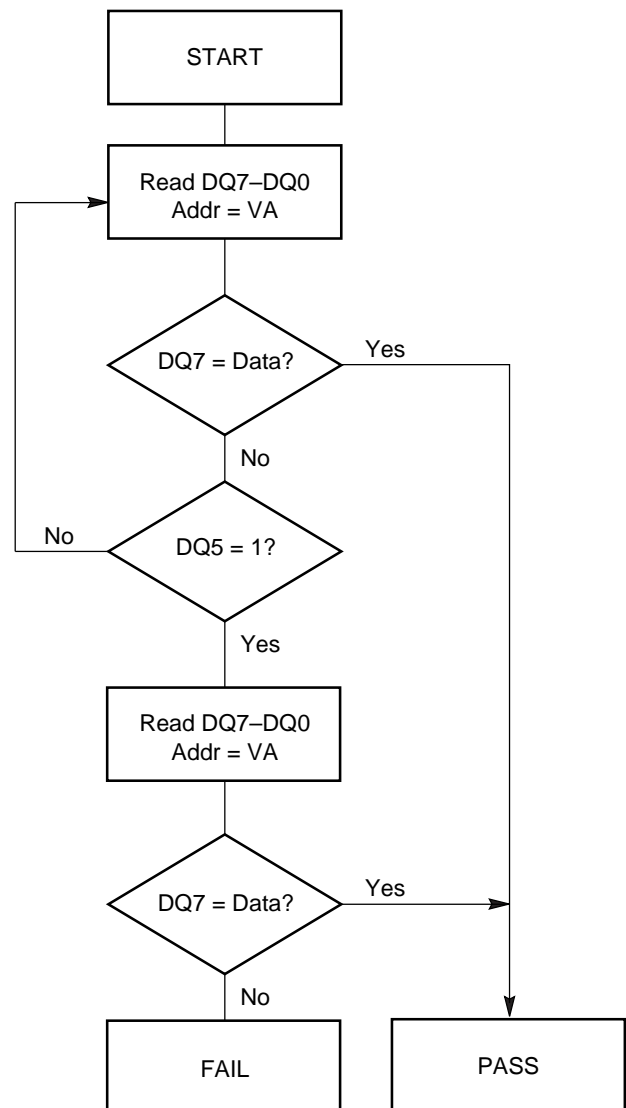 START
Read DQ7–DQ0
Addr = VA
DQ7 = Data?
Yes
No
No
DQ5 = 1?
Yes
Read DQ7–DQ0
Addr = VA
DQ7 = Data?
Yes
No
FAIL
PASS